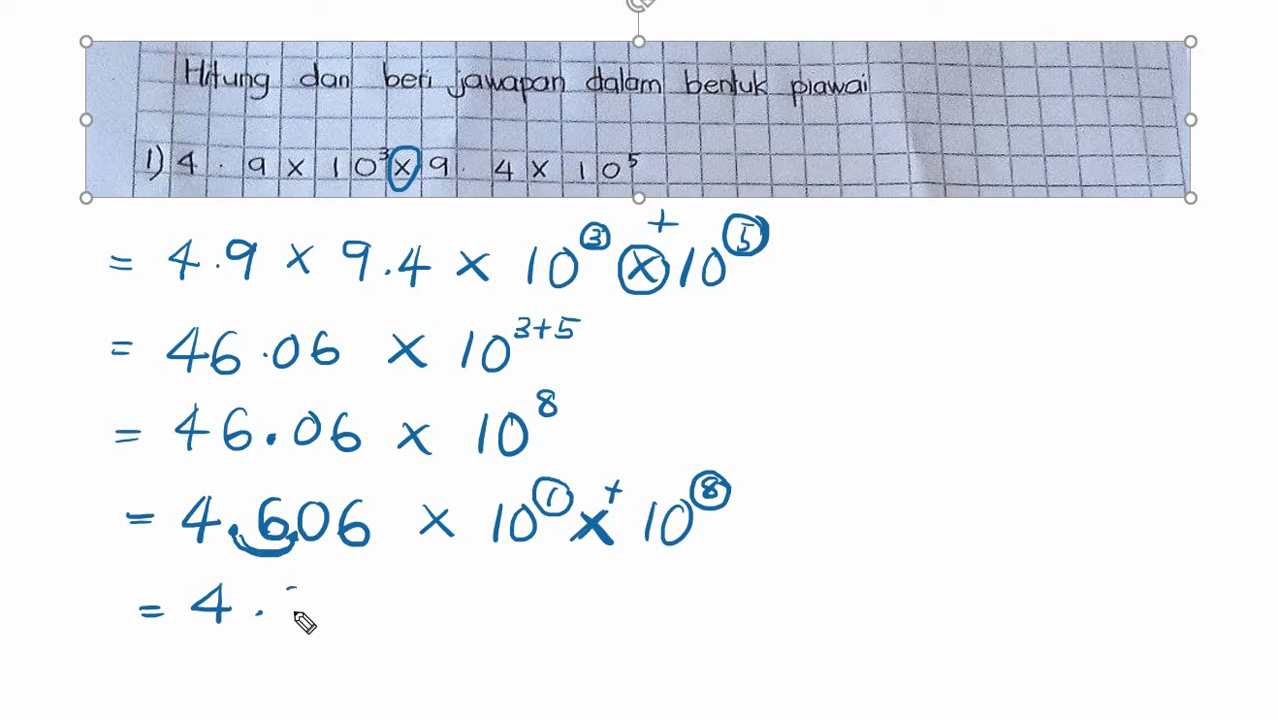 Hitung dan beri jawapan dalam bentuk piawai
1) 4.9 × 10³ × 9.4 × 10⁵
= 4.9 × 9.4 × 10³ × 10⁵ +
= 46.06 × 10³⁺⁵
= 46.06 × 10⁸
= 4.606 × 10¹ × 10⁸ +
= 4.